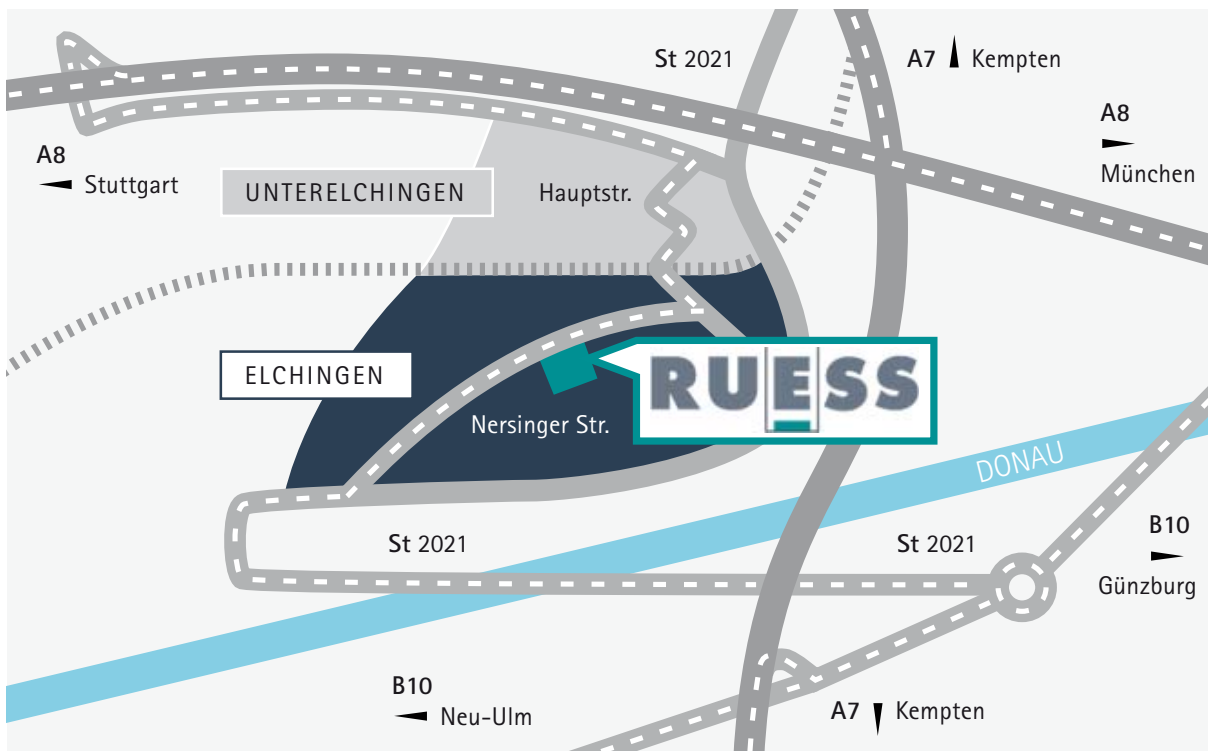 St 2021
A7 Kempten
A8
München
A8
Stuttgart
UNTERELCHINGEN
Hauptstr.
ELCHINGEN
RUESS
Nersinger Str.
DONAU
St 2021
St 2021
B10
Günzburg
B10
Neu-Ulm
A7 Kempten